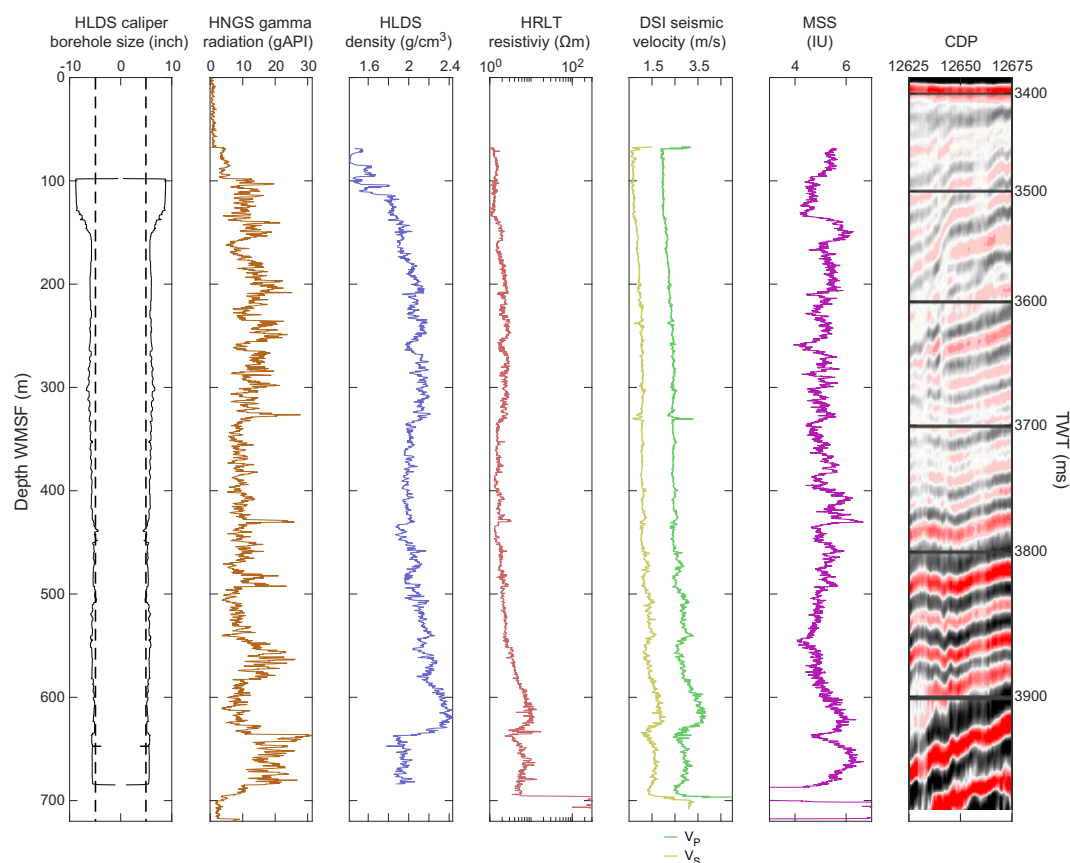 HLDS caliper
borehole size (inch)
HNGS gamma
radiation (gAPI)
HLDS
density (g/cm³)
HRLT
resistiviy (Ωm)
DSI seismic
velocity (m/s)
MSS
(IU)
CDP
-10 0 10
0 10 20 30
1.6 2 2.4
10⁰ 10²
1.5 3.5
4 6
12625 12650 12675
0
100
200
300
400
500
600
700
Depth WMSF (m)
3400
3500
3600
3700
3800
3900
TWT (ms)
V_P
V_S